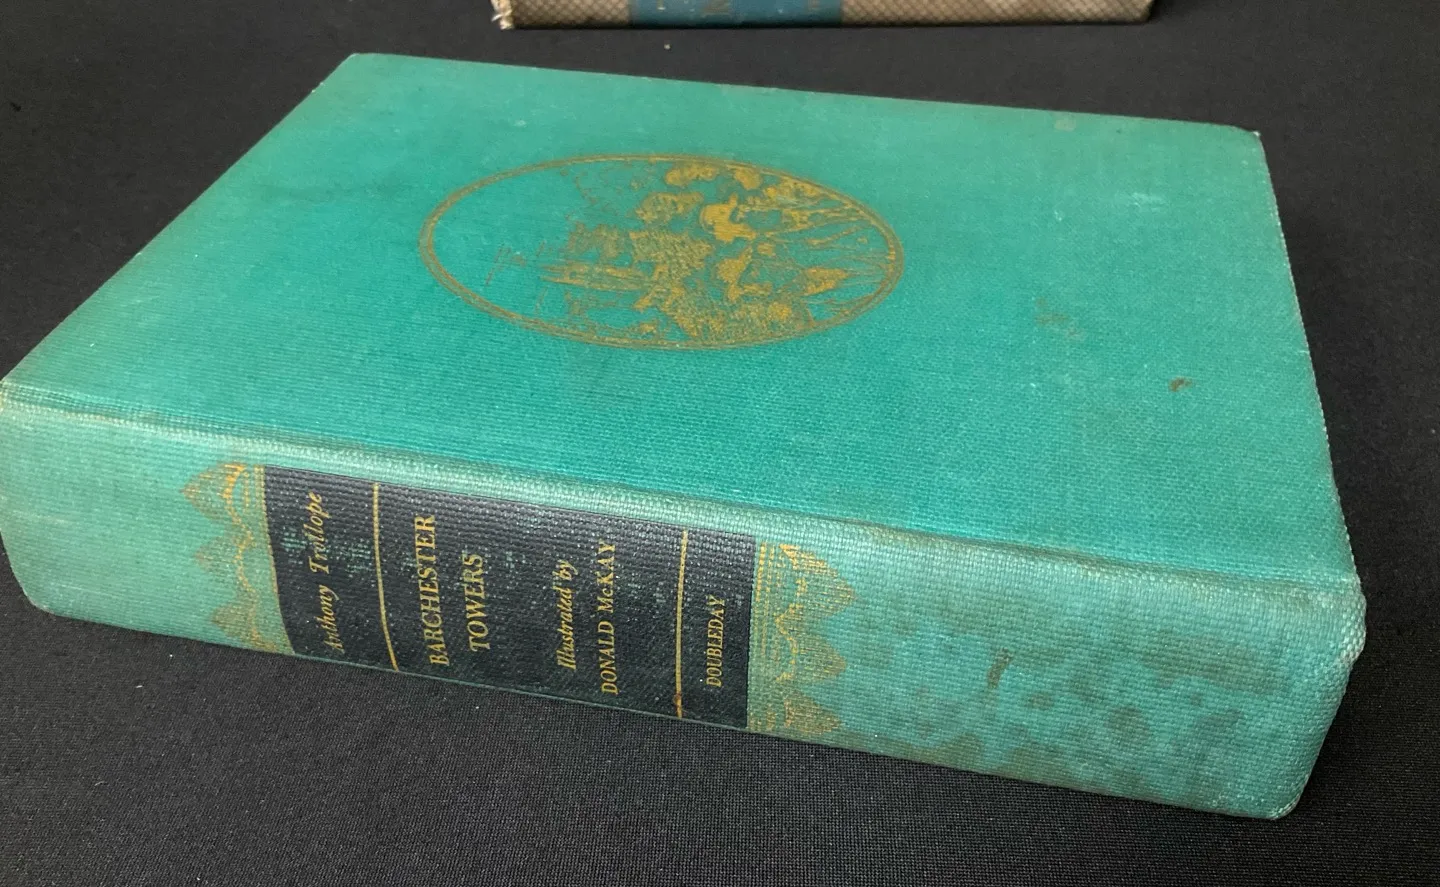 Anthony Trollope
BARCHESTER
TOWERS
Illustrated by
DONALD McKAY
DOUBLEDAY